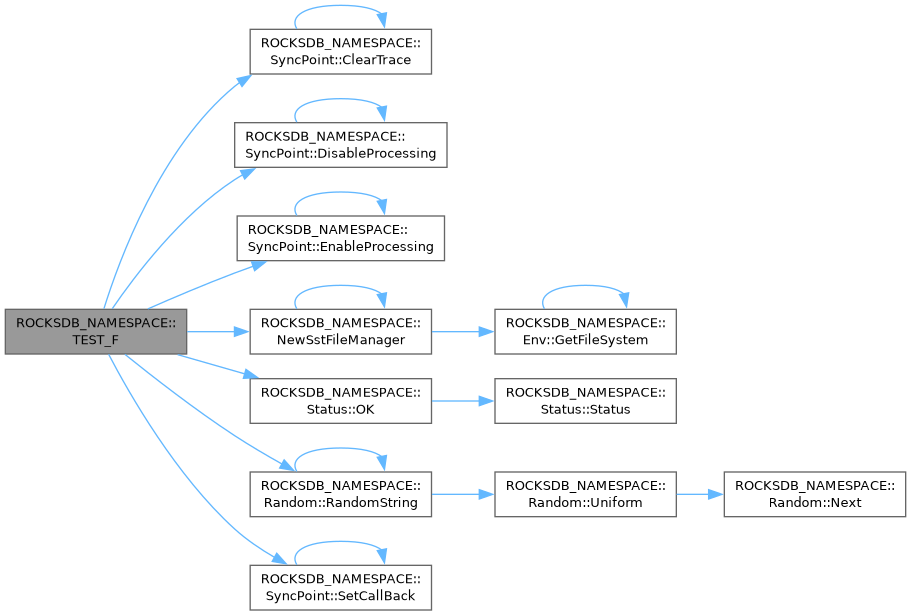 ROCKSDB_NAMESPACE::
SyncPoint::ClearTrace
ROCKSDB_NAMESPACE::
SyncPoint::DisableProcessing
ROCKSDB_NAMESPACE::
SyncPoint::EnableProcessing
ROCKSDB_NAMESPACE::
TEST_F
ROCKSDB_NAMESPACE::
NewSstFileManager
ROCKSDB_NAMESPACE::
Env::GetFileSystem
ROCKSDB_NAMESPACE::
Status::OK
ROCKSDB_NAMESPACE::
Status::Status
ROCKSDB_NAMESPACE::
Random::RandomString
ROCKSDB_NAMESPACE::
Random::Uniform
ROCKSDB_NAMESPACE::
Random::Next
ROCKSDB_NAMESPACE::
SyncPoint::SetCallBack